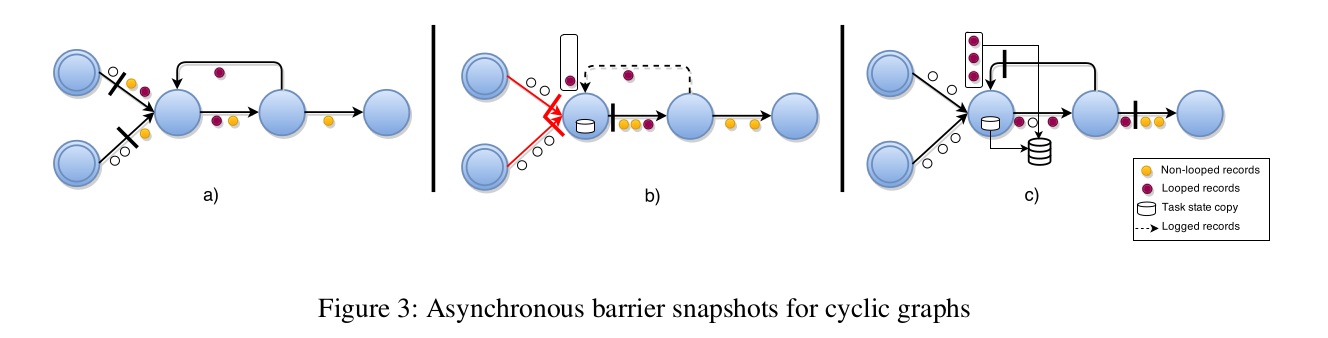 a)
b)
c)
Non-looped records
Looped records
Task state copy
Logged records
Figure 3: Asynchronous barrier snapshots for cyclic graphs